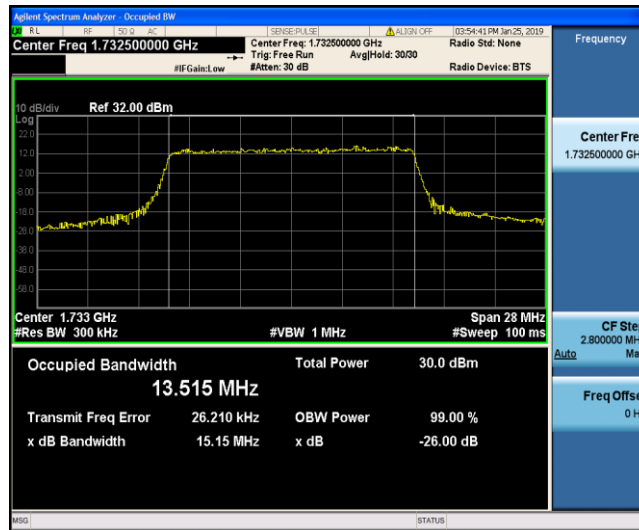 Agilent Spectrum Analyzer - Occupied BW
RL RF 50 Ω AC SENSE:PULSE ALIGN OFF 03:54:41 PM Jan 25, 2019
Center Freq 1.732500000 GHz
Center Freq: 1.732500000 GHz
Radio Std: None
Trig: Free Run Avg|Hold: 30/30
#IFGain:Low #Atten: 30 dB Radio Device: BTS
Frequency
10 dB/div Ref 32.00 dBm
Log
22.0
12.0
2.00
-8.00
-18.0
-28.0
-38.0
-48.0
-58.0
Center Fre
1.732500000 GH
Center 1.733 GHz Span 28 MHz
#Res BW 300 kHz #VBW 1 MHz #Sweep 100 ms
CF Ste
2.800000 MH
Auto Ma
Occupied Bandwidth Total Power 30.0 dBm
13.515 MHz
Transmit Freq Error 26.210 kHz OBW Power 99.00 %
x dB Bandwidth 15.15 MHz x dB -26.00 dB
Freq Offse
0 H
MSG STATUS